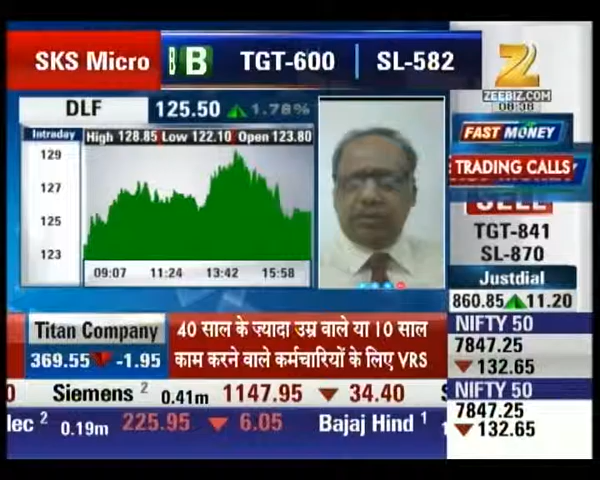 SKS Micro B TGT-600 SL-582
ZEEBIZ.COM
08:38
DLF 125.50 1.78%
Intraday High 128.85 Low 122.10 Open 123.80
129
127
125
123
09:07 11:24 13:42 15:58
FAST MONEY
TRADING CALLS
SELL
TGT-841
SL-870
Justdial
860.85 11.20
NIFTY 50
7847.25
132.65
NIFTY 50
7847.25
132.65
Titan Company
369.55 -1.95
40 साल के ज्यादा उम्र वाले या 10 साल
काम करने वाले कर्मचारियों के लिए VRS
0 Siemens 2 0.41m 1147.95 34.40 S
lec 2 0.19m 225.95 6.05 Bajaj Hind 1